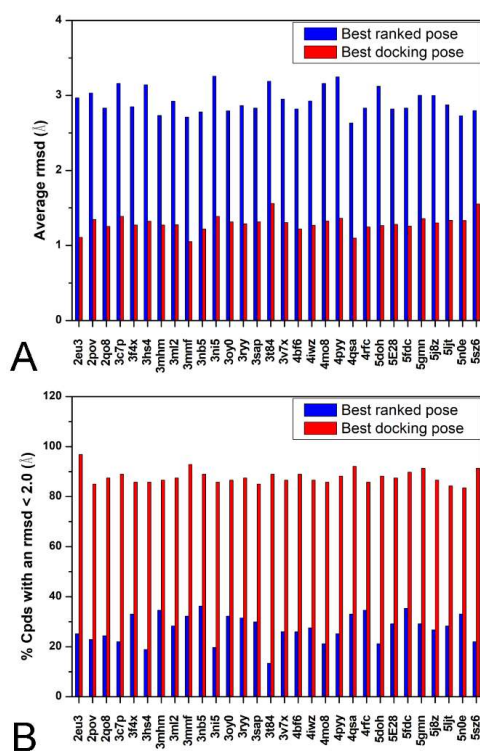 4
3
2
1
0
Average rmsd (Å)
Best ranked pose
Best docking pose
2eu3 2pov 2qo8 3c7p 3f4x 3hs4 3mhm 3ml2 3mmf 3nb5 3ni5 3oy0 3ryy 3sap 3t84 3v7x 4bf6 4iwz 4mo8 4pyy 4qsa 4rfc 5doh 5E28 5fdc 5gmn 5j8z 5ljt 5n0e 5sz6
A
120
100
80
60
40
20
0
% Cpds with an rmsd < 2.0 (Å)
Best ranked pose
Best docking pose
2eu3 2pov 2qo8 3c7p 3f4x 3hs4 3mhm 3ml2 3mmf 3nb5 3ni5 3oy0 3ryy 3sap 3t84 3v7x 4bf6 4iwz 4mo8 4pyy 4qsa 4rfc 5doh 5E28 5fdc 5gmn 5j8z 5ljt 5n0e 5sz6
B